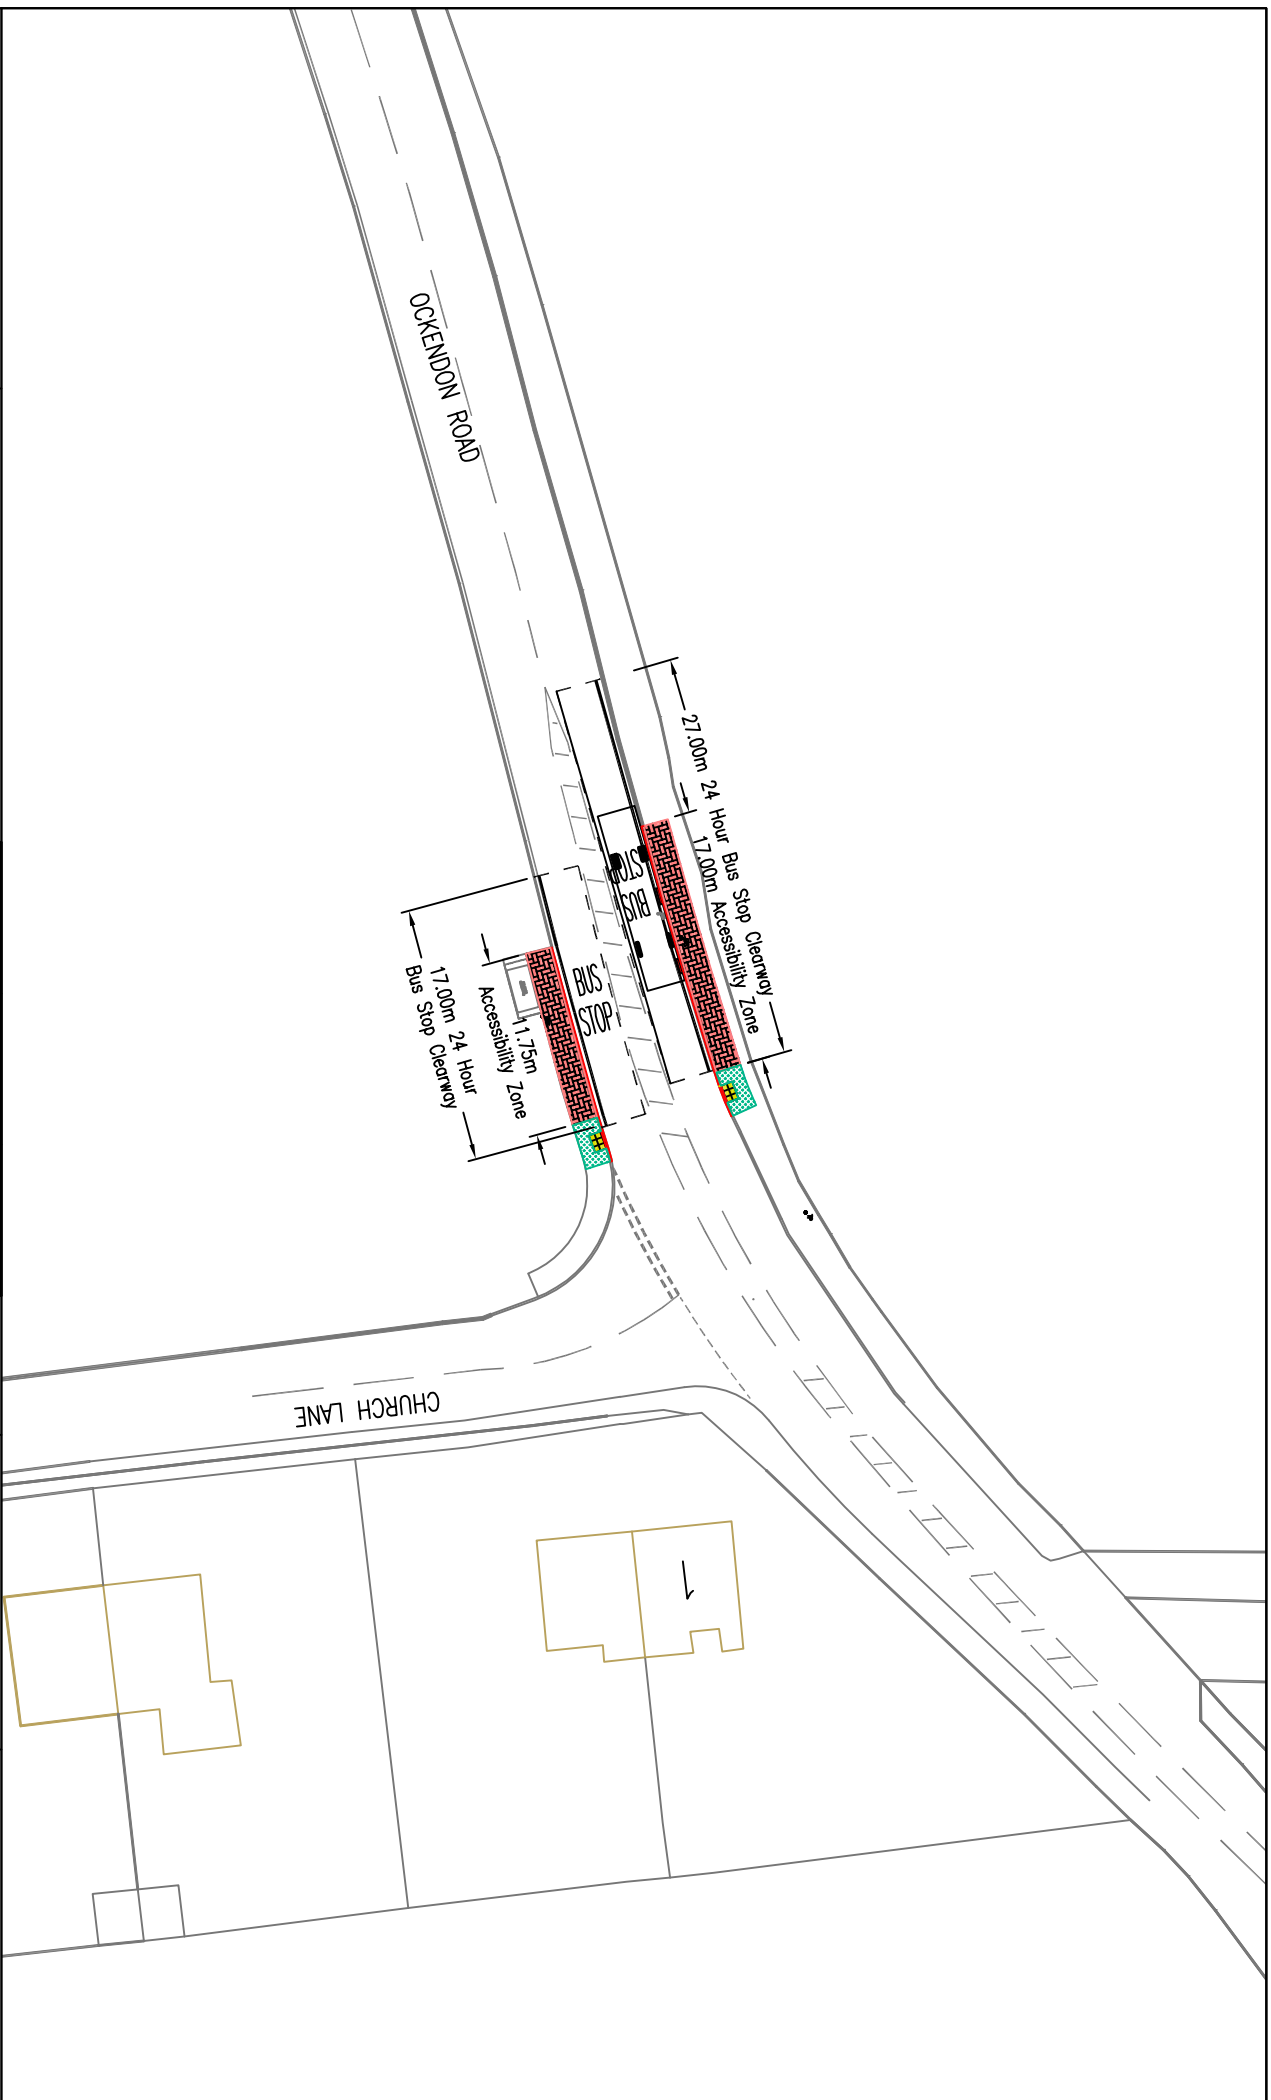 OCKENDON ROAD
27.00m 24 Hour Bus Stop Clearway
17.00m Accessibility Zone
BUS
STOP
BUS
STOP
11.75m
Accessibility Zone
17.00m 24 Hour
Bus Stop Clearway
CHURCH LANE
1